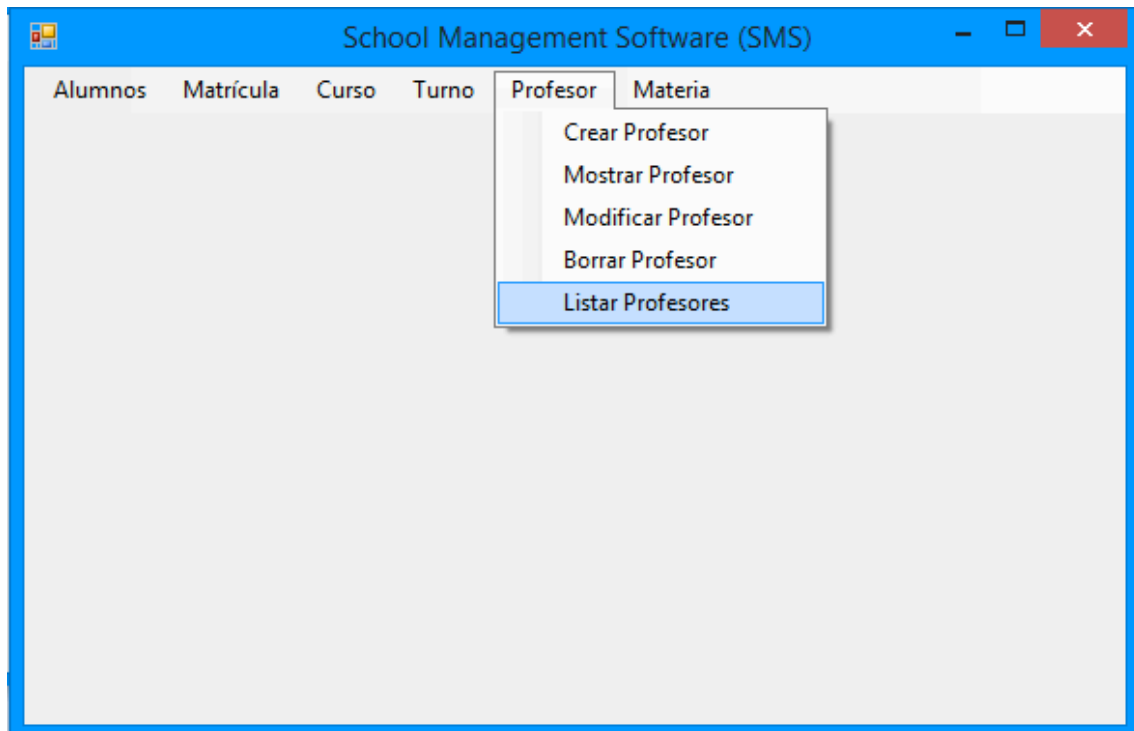 School Management Software (SMS)
Alumnos Matrícula Curso Turno Profesor Materia
Crear Profesor
Mostrar Profesor
Modificar Profesor
Borrar Profesor
Listar Profesores